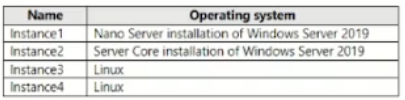 Name Operating system
Instance1 Nano Server installation of Windows Server 2019
Instance2 Server Core installation of Windows Server 2019
Instance3 Linux
Instance4 Linux